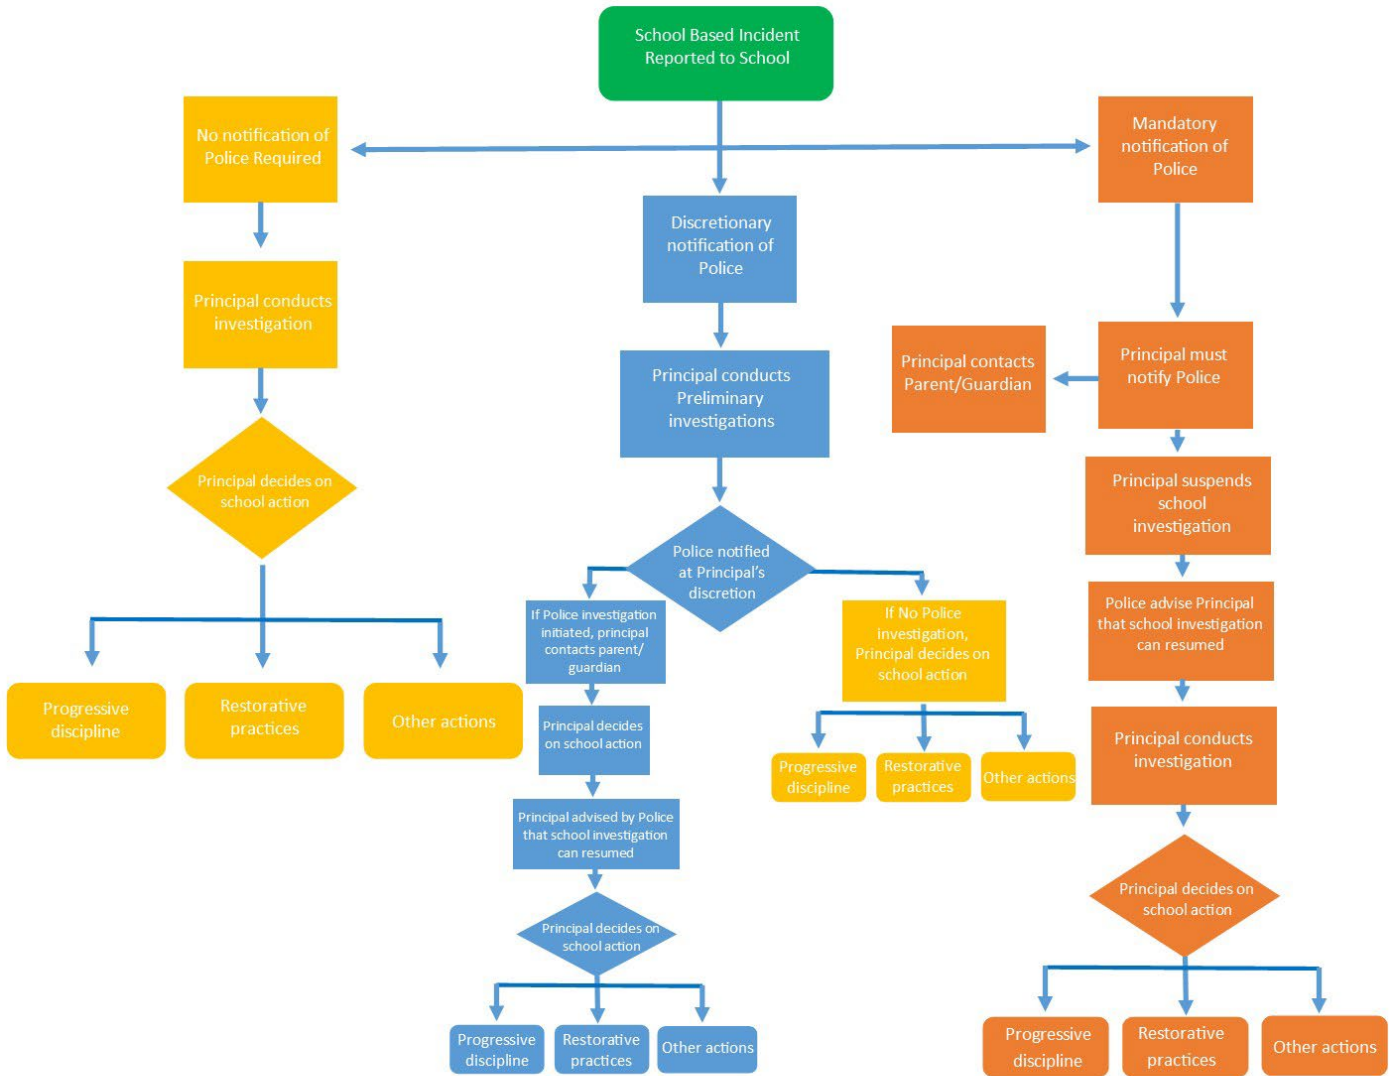 School Based Incident
Reported to School
No notification of
Police Required
Mandatory
notification of
Police
Discretionary
notification of
Police
Principal conducts
investigation
Principal contacts
Parent/Guardian
Principal must
notify Police
Principal conducts
Preliminary
investigations
Principal decides on
school action
Principal suspends
school
investigation
Police notified
at Principal’s
discretion
If Police investigation
initiated, principal
contacts parent/
guardian
If No Police
investigation,
Principal decides on
school action
Police advise Principal
that school investigation
can resumed
Progressive
discipline
Restorative
practices
Other actions
Principal decides
on school action
Progressive
discipline
Restorative
practices
Other actions
Principal conducts
investigation
Principal advised by Police
that school investigation
can resumed
Principal decides on
school action
Principal decides on
school action
Progressive
discipline
Restorative
practices
Other actions
Progressive
discipline
Restorative
practices
Other actions